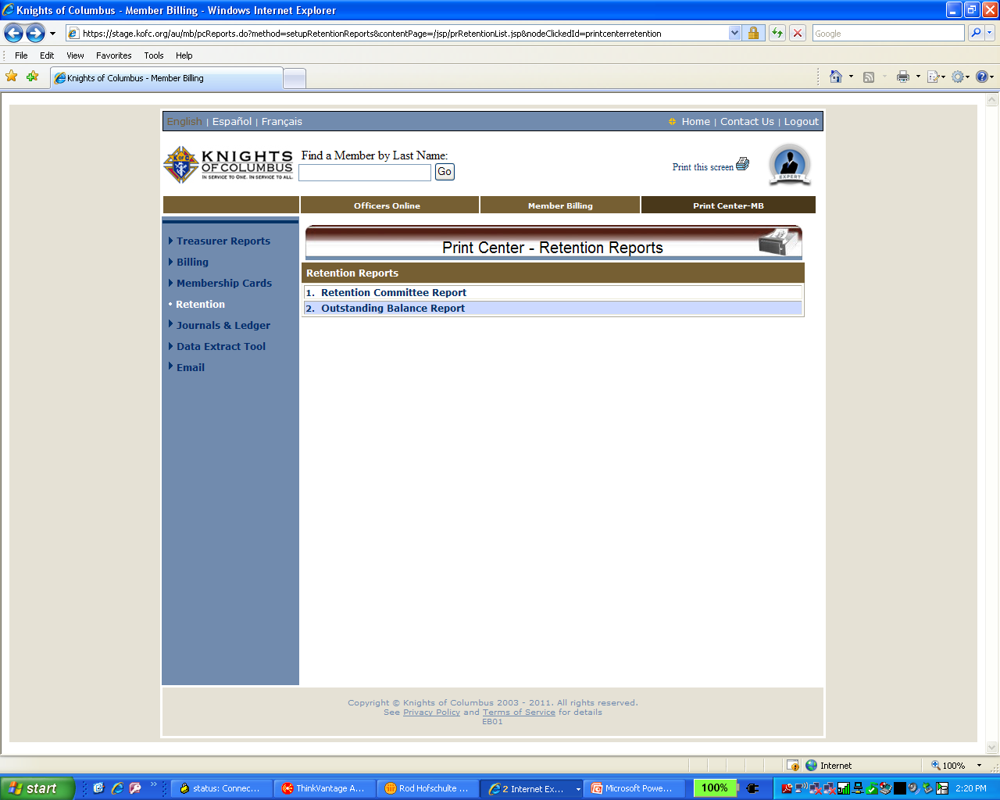 Knights of Columbus - Member Billing - Windows Internet Explorer
https://stage.kofc.org/au/mb/pcReports.do?method=setupRetentionReports&contentPage=/jsp/prRetentionList.jsp&nodeClickedId=printcenterretention
Google
File Edit View Favorites Tools Help
Knights of Columbus - Member Billing
English | Español | Français
Home | Contact Us | Logout
KNIGHTS
OF COLUMBUS
IN SERVICE TO ONE. IN SERVICE TO ALL.
Find a Member by Last Name:
Go
Print this screen
EXPERT
Officers Online
Member Billing
Print Center-MB
Treasurer Reports
Billing
Membership Cards
Retention
Journals & Ledger
Data Extract Tool
Email
Print Center - Retention Reports
Retention Reports
1. Retention Committee Report
2. Outstanding Balance Report
Copyright © Knights of Columbus 2003 - 2011. All rights reserved.
See Privacy Policy and Terms of Service for details
EB01
Internet
100%
start
status: Connec...
ThinkVantage A...
Rod Hofschulte ...
2 Internet Ex...
Microsoft Powe...
100%
2:20 PM